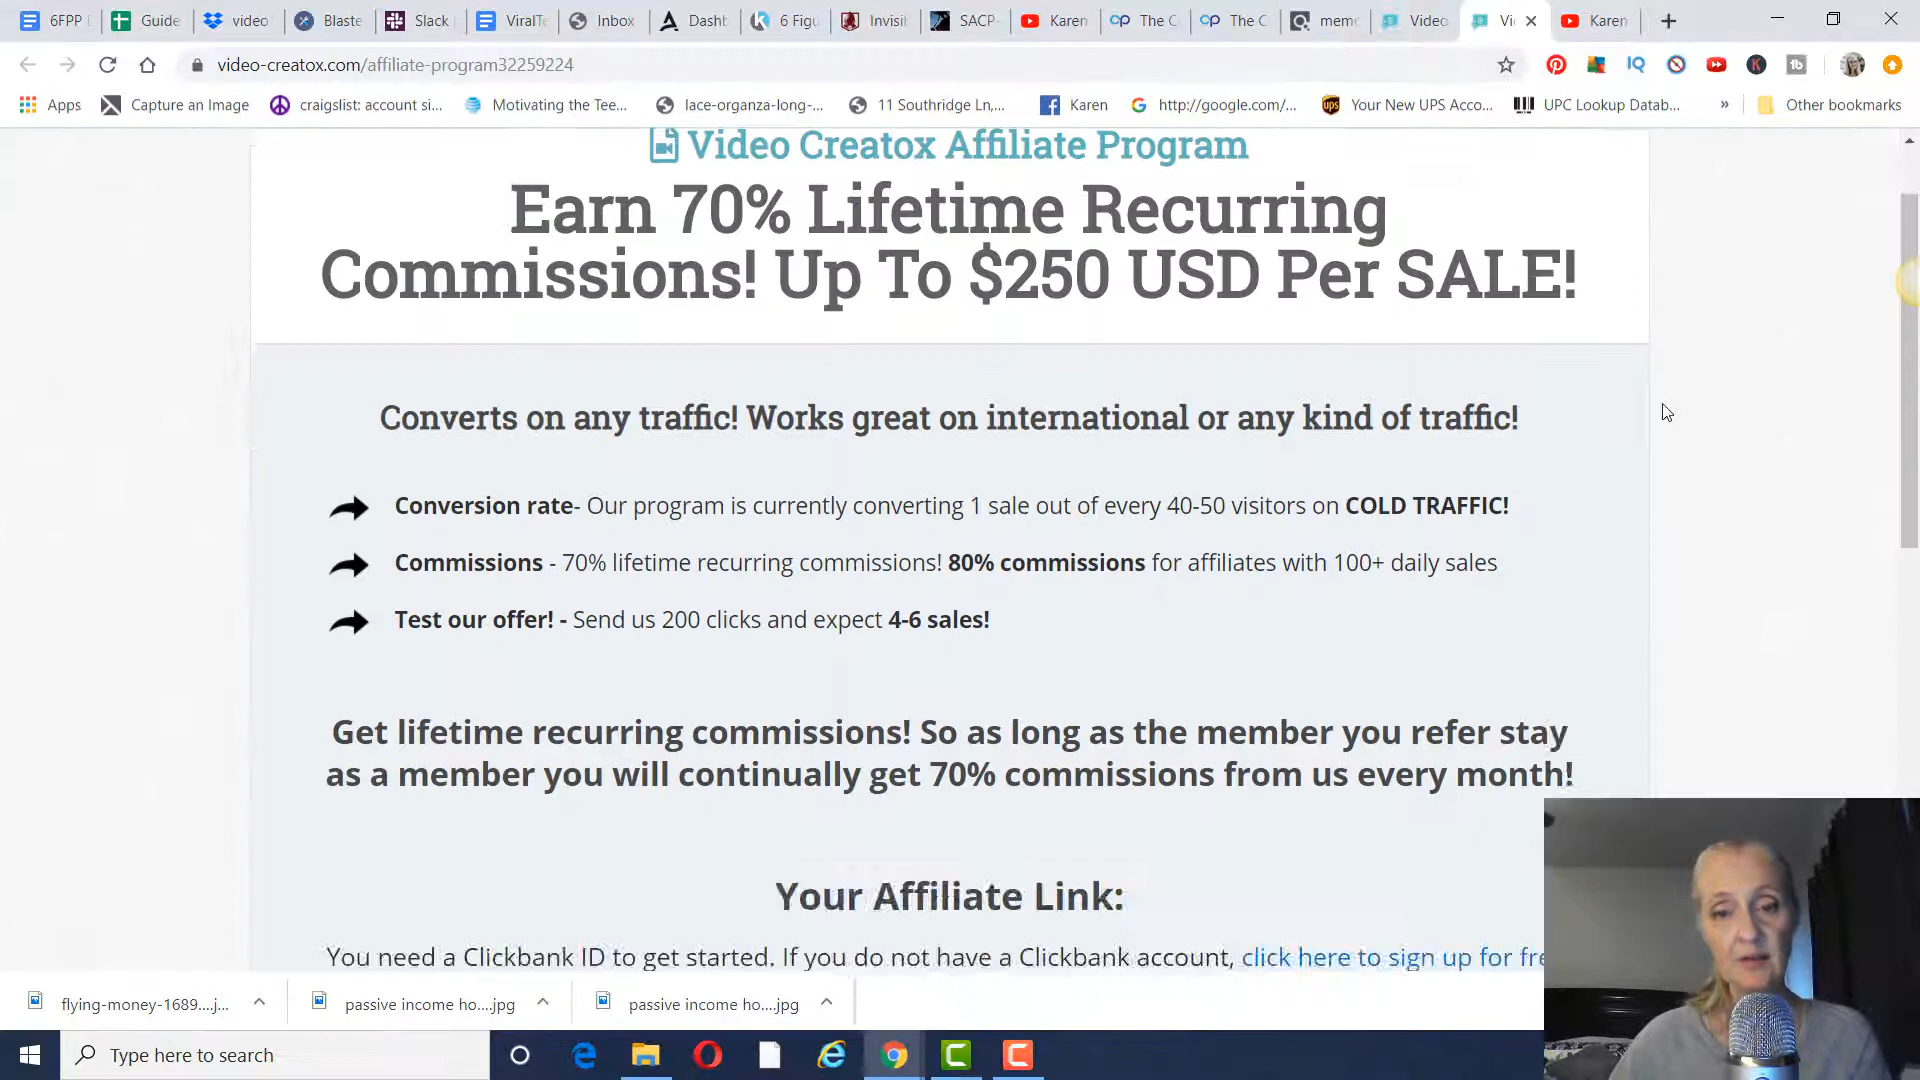 6FPP
Guide
video
Blaste
Slack
ViralTe
Inbox
Dashb
6 Figu
Invisi
SACP-
Karen
The C
The C
memo
Video
Vi
Karen
video-creatox.com/affiliate-program32259224
Apps
Capture an Image
craigslist: account si...
Motivating the Tee...
lace-organza-long-...
11 Southridge Ln,...
Karen
http://google.com/...
Your New UPS Acco...
UPC Lookup Datab...
»
Other bookmarks
Video Creatox Affiliate Program
Earn 70% Lifetime Recurring
Commissions! Up To $250 USD Per SALE!
Converts on any traffic! Works great on international or any kind of traffic!
Conversion rate- Our program is currently converting 1 sale out of every 40-50 visitors on COLD TRAFFIC!
Commissions - 70% lifetime recurring commissions! 80% commissions for affiliates with 100+ daily sales
Test our offer! - Send us 200 clicks and expect 4-6 sales!
Get lifetime recurring commissions! So as long as the member you refer stay
as a member you will continually get 70% commissions from us every month!
Your Affiliate Link:
You need a Clickbank ID to get started. If you do not have a Clickbank account, click here to sign up for fre
flying-money-1689....j...
passive income ho....jpg
passive income ho....jpg
Type here to search